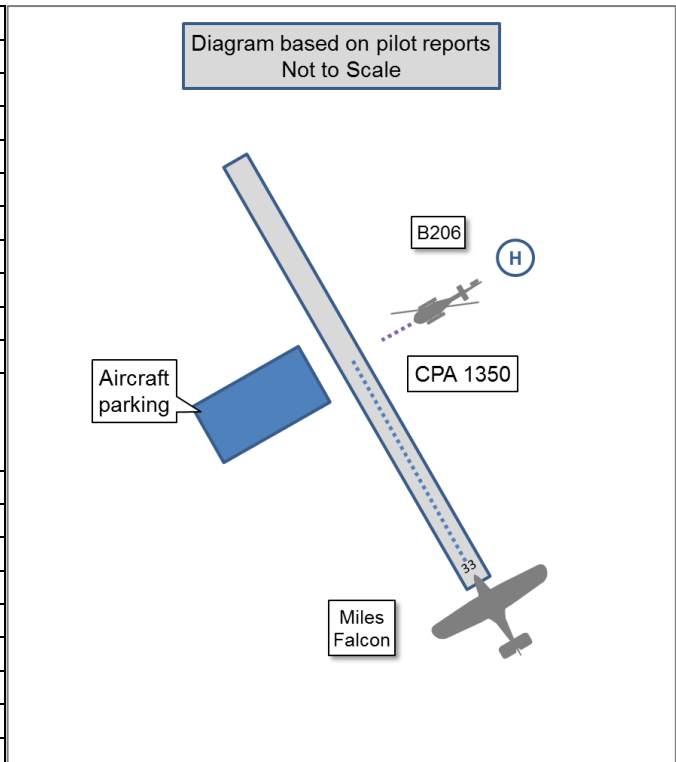 Diagram based on pilot reports
Not to Scale
B206
H
CPA 1350
Aircraft
parking
33
Miles
Falcon